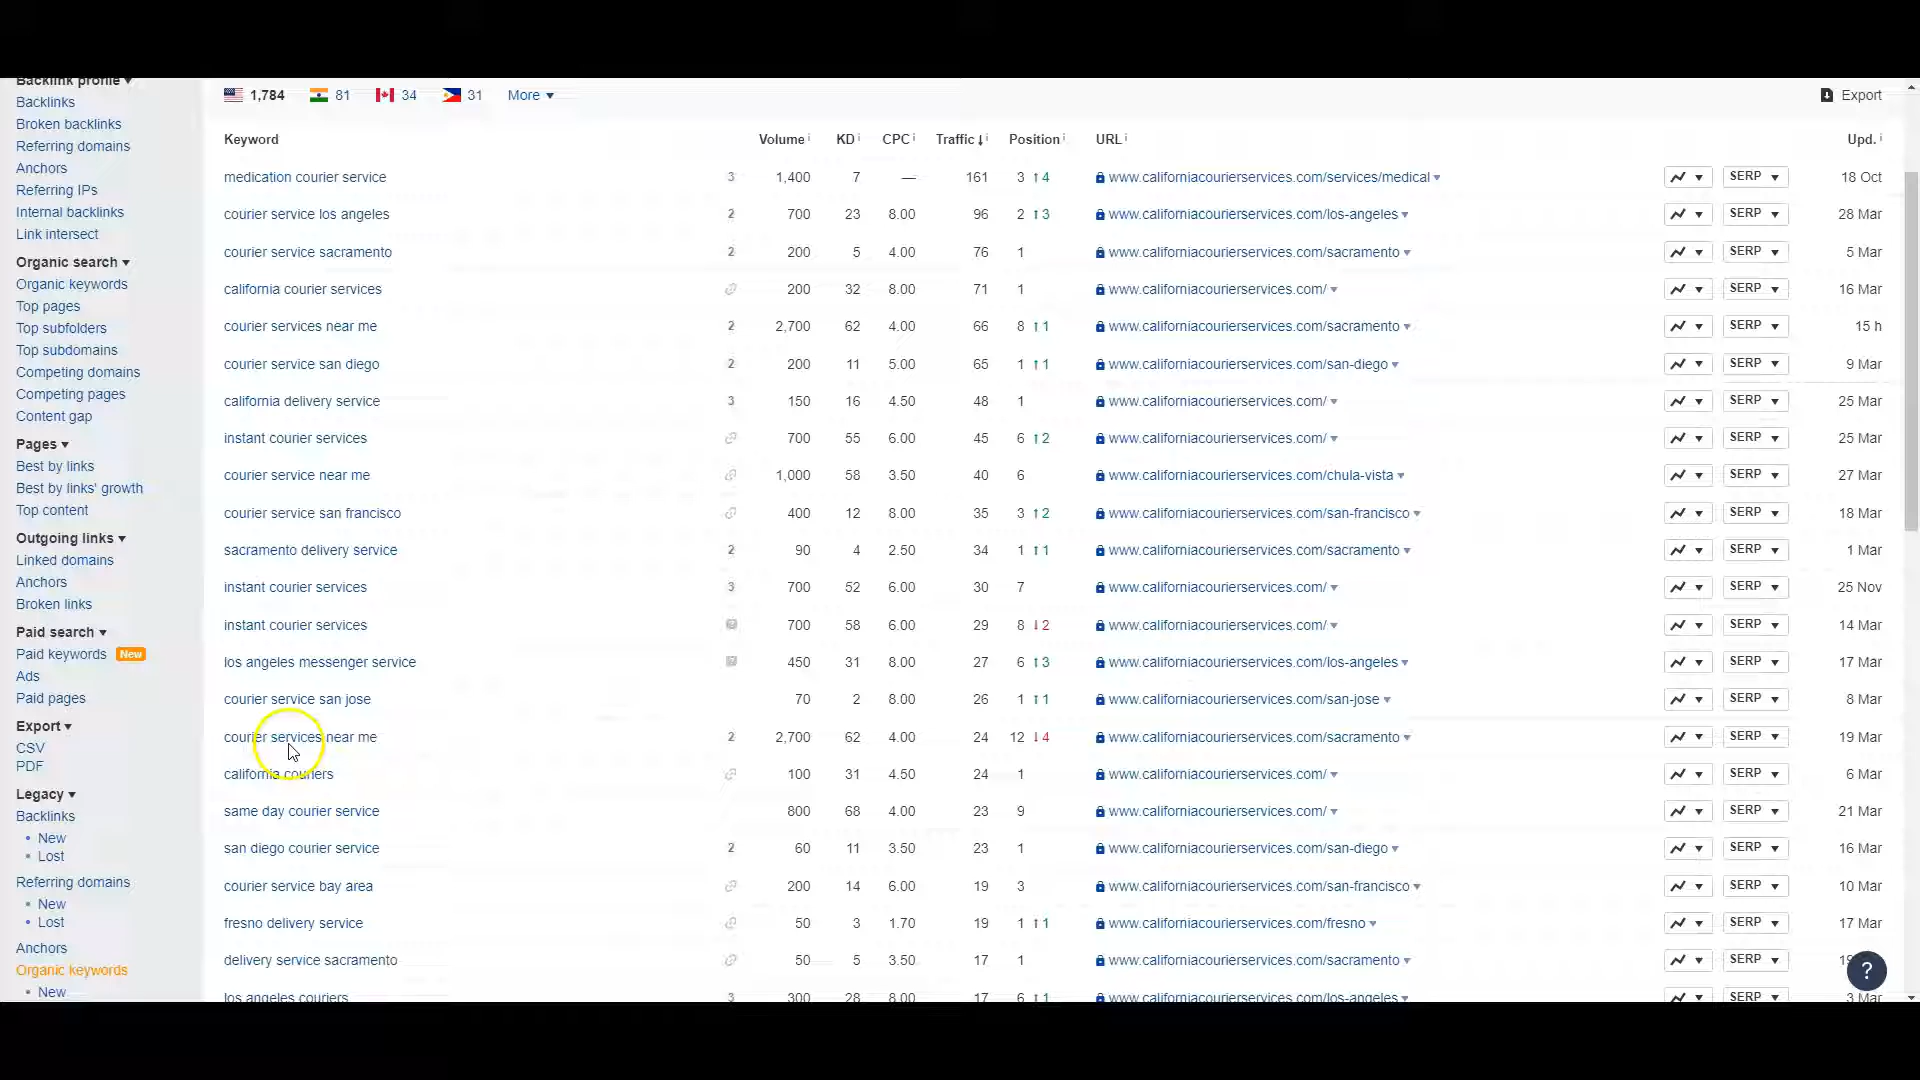 Backlink profile
Backlinks
Broken backlinks
Referring domains
Anchors
Referring IPs
Internal backlinks
Link intersect
Organic search
Organic keywords
Top pages
Top subfolders
Top subdomains
Competing domains
Competing pages
Content gap
Pages
Best by links
Best by links' growth
Top content
Outgoing links
Linked domains
Anchors
Broken links
Paid search
Paid keywords New
Ads
Paid pages
Export
CSV
PDF
Legacy
Backlinks
New
Lost
Referring domains
New
Lost
Anchors
Organic keywords
New
1,784 81 34 31 More Export
Keyword Volume KD CPC Traffic Position URL Upd.
medication courier service 3 1,400 7 — 161 3 ↑4 www.californiacourierservices.com/services/medical SERP 18 Oct
courier service los angeles 2 700 23 8.00 96 2 ↑3 www.californiacourierservices.com/los-angeles SERP 28 Mar
courier service sacramento 2 200 5 4.00 76 1 www.californiacourierservices.com/sacramento SERP 5 Mar
california courier services 200 32 8.00 71 1 www.californiacourierservices.com/ SERP 16 Mar
courier services near me 2 2,700 62 4.00 66 8 ↑1 www.californiacourierservices.com/sacramento SERP 15 h
courier service san diego 2 200 11 5.00 65 1 ↑1 www.californiacourierservices.com/san-diego SERP 9 Mar
california delivery service 3 150 16 4.50 48 1 www.californiacourierservices.com/ SERP 25 Mar
instant courier services 700 55 6.00 45 6 ↑2 www.californiacourierservices.com/ SERP 25 Mar
courier service near me 1,000 58 3.50 40 6 www.californiacourierservices.com/chula-vista SERP 27 Mar
courier service san francisco 400 12 8.00 35 3 ↑2 www.californiacourierservices.com/san-francisco SERP 18 Mar
sacramento delivery service 2 90 4 2.50 34 1 ↑1 www.californiacourierservices.com/sacramento SERP 1 Mar
instant courier services 3 700 52 6.00 30 7 www.californiacourierservices.com/ SERP 25 Nov
instant courier services 700 58 6.00 29 8 ↓2 www.californiacourierservices.com/ SERP 14 Mar
los angeles messenger service 450 31 8.00 27 6 ↑3 www.californiacourierservices.com/los-angeles SERP 17 Mar
courier service san jose 70 2 8.00 26 1 ↑1 www.californiacourierservices.com/san-jose SERP 8 Mar
courier services near me 2 2,700 62 4.00 24 12 ↓4 www.californiacourierservices.com/sacramento SERP 19 Mar
california couriers 100 31 4.50 24 1 www.californiacourierservices.com/ SERP 6 Mar
same day courier service 800 68 4.00 23 9 www.californiacourierservices.com/ SERP 21 Mar
san diego courier service 2 60 11 3.50 23 1 www.californiacourierservices.com/san-diego SERP 16 Mar
courier service bay area 200 14 6.00 19 3 www.californiacourierservices.com/san-francisco SERP 10 Mar
fresno delivery service 50 3 1.70 19 1 ↑1 www.californiacourierservices.com/fresno SERP 17 Mar
delivery service sacramento 50 5 3.50 17 1 www.californiacourierservices.com/sacramento SERP
los angeles couriers 3 300 28 8.00 17 6 ↑1 www.californiacourierservices.com/los-angeles SERP 3 Mar
?